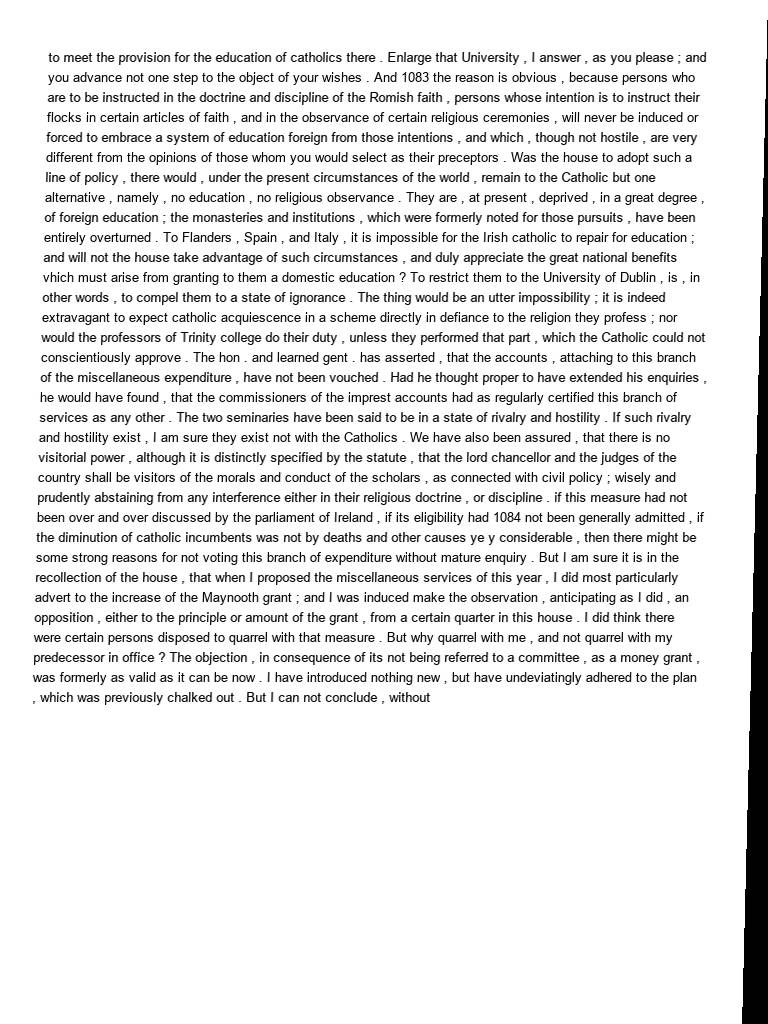 to meet the provision for the education of catholics there . Enlarge that University , I answer , as you please ; and
you advance not one step to the object of your wishes . And 1083 the reason is obvious , because persons who
are to be instructed in the doctrine and discipline of the Romish faith , persons whose intention is to instruct their
flocks in certain articles of faith , and in the observance of certain religious ceremonies , will never be induced or
forced to embrace a system of education foreign from those intentions , and which , though not hostile , are very
different from the opinions of those whom you would select as their preceptors . Was the house to adopt such a
line of policy , there would , under the present circumstances of the world , remain to the Catholic but one
alternative , namely , no education , no religious observance . They are , at present , deprived , in a great degree ,
of foreign education ; the monasteries and institutions , which were formerly noted for those pursuits , have been
entirely overturned . To Flanders , Spain , and Italy , it is impossible for the Irish catholic to repair for education ;
and will not the house take advantage of such circumstances , and duly appreciate the great national benefits
vhich must arise from granting to them a domestic education ? To restrict them to the University of Dublin , is , in
other words , to compel them to a state of ignorance . The thing would be an utter impossibility ; it is indeed
extravagant to expect catholic acquiescence in a scheme directly in defiance to the religion they profess ; nor
would the professors of Trinity college do their duty , unless they performed that part , which the Catholic could not
conscientiously approve . The hon . and learned gent . has asserted , that the accounts , attaching to this branch
of the miscellaneous expenditure , have not been vouched . Had he thought proper to have extended his enquiries ,
he would have found , that the commissioners of the imprest accounts had as regularly certified this branch of
services as any other . The two seminaries have been said to be in a state of rivalry and hostility . If such rivalry
and hostility exist , I am sure they exist not with the Catholics . We have also been assured , that there is no
visitorial power , although it is distinctly specified by the statute , that the lord chancellor and the judges of the
country shall be visitors of the morals and conduct of the scholars , as connected with civil policy ; wisely and
prudently abstaining from any interference either in their religious doctrine , or discipline . if this measure had not
been over and over discussed by the parliament of Ireland , if its eligibility had 1084 not been generally admitted , if
the diminution of catholic incumbents was not by deaths and other causes ye y considerable , then there might be
some strong reasons for not voting this branch of expenditure without mature enquiry . But I am sure it is in the
recollection of the house , that when I proposed the miscellaneous services of this year , I did most particularly
advert to the increase of the Maynooth grant ; and I was induced make the observation , anticipating as I did , an
opposition , either to the principle or amount of the grant , from a certain quarter in this house . I did think there
were certain persons disposed to quarrel with that measure . But why quarrel with me , and not quarrel with my
predecessor in office ? The objection , in consequence of its not being referred to a committee , as a money grant ,
was formerly as valid as it can be now . I have introduced nothing new , but have undeviatingly adhered to the plan
, which was previously chalked out . But I can not conclude , without